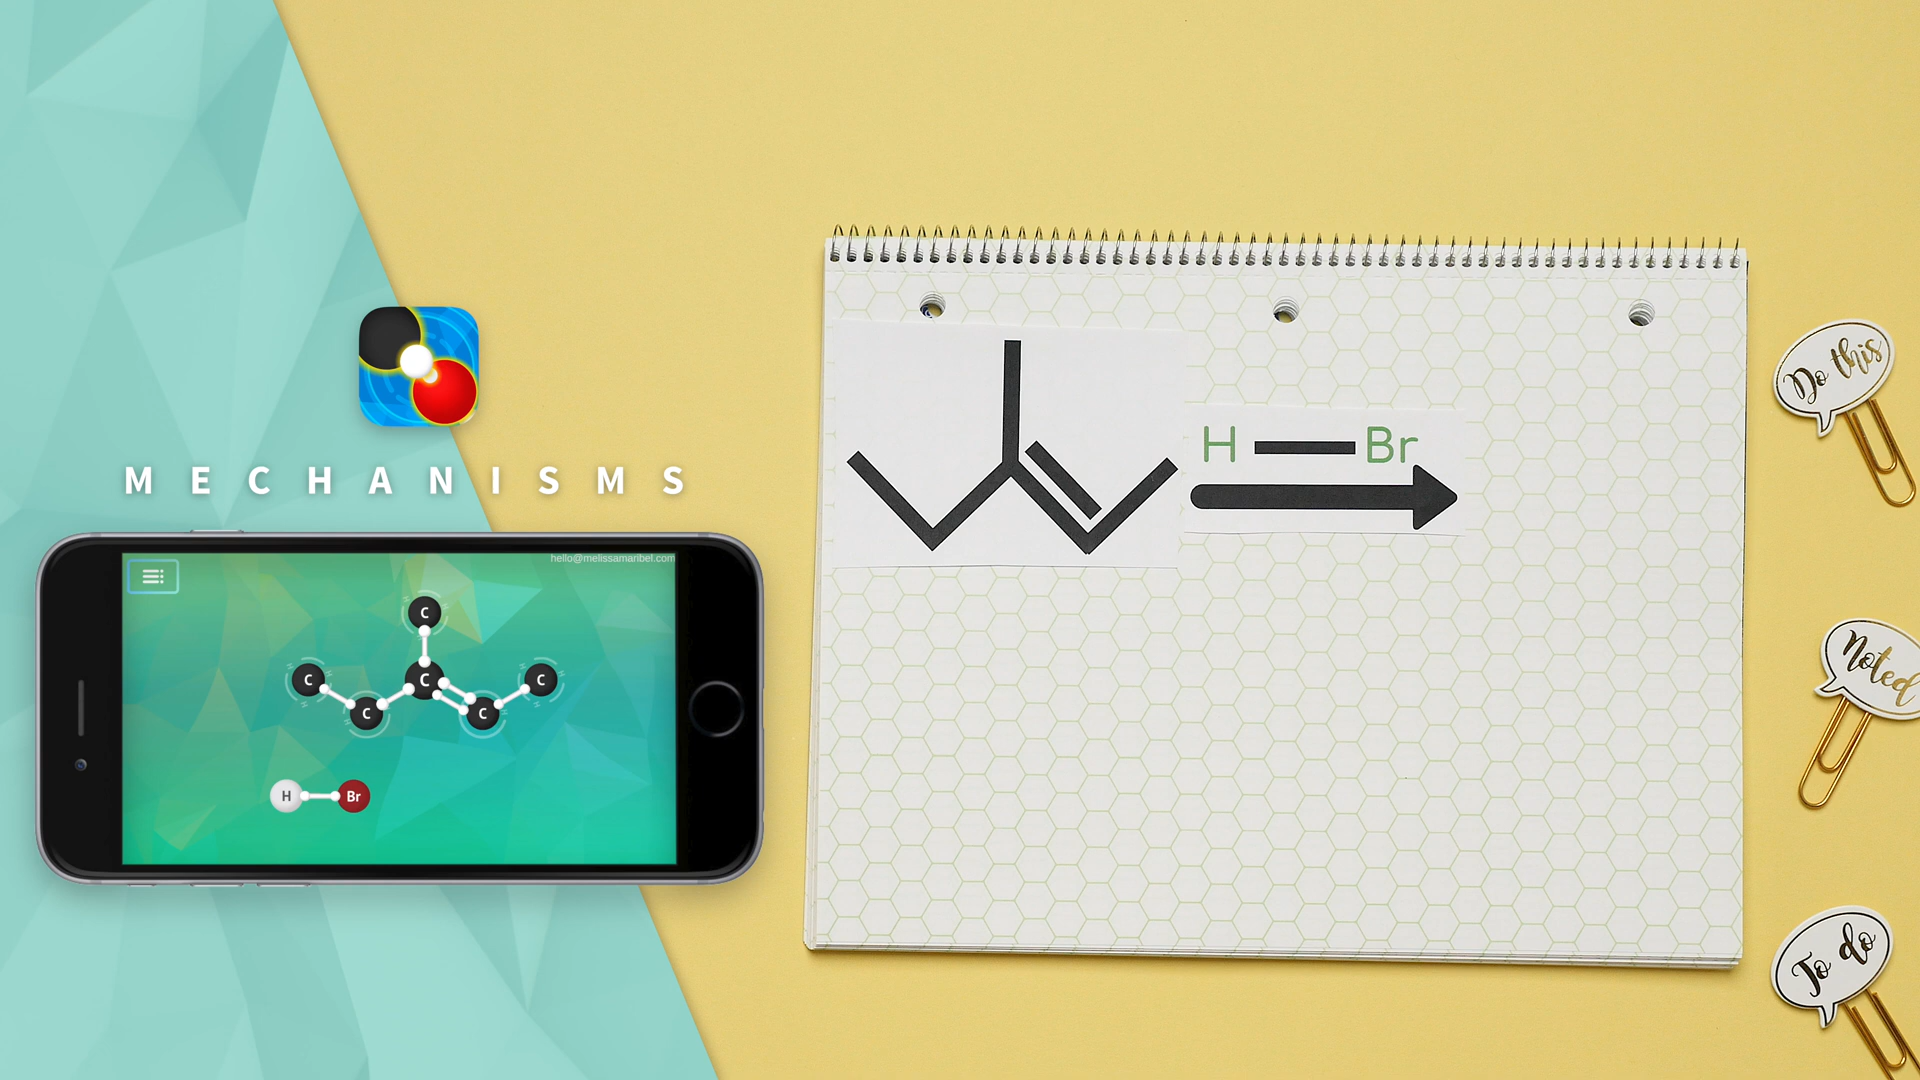 MECHANISMS
hello@melissamaribel.com
C
C C C
C C
H Br
H Br
Do this
Noted
To do